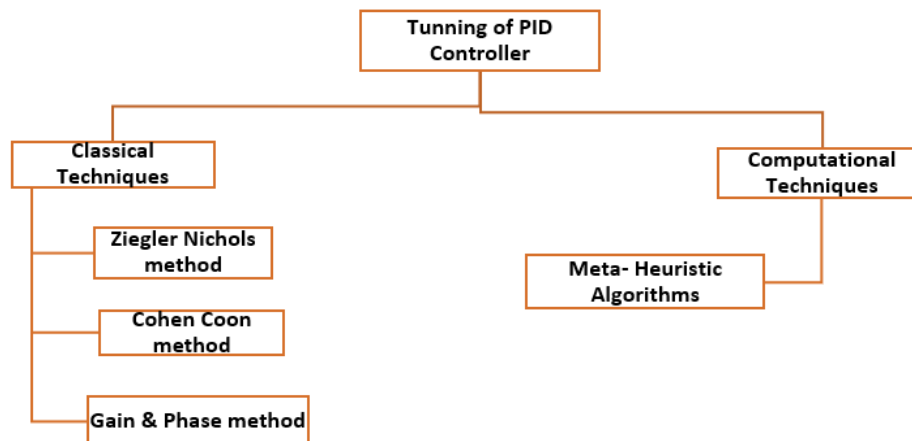 Tunning of PID
Controller
Classical
Techniques
Computational
Techniques
Ziegler Nichols
method
Meta- Heuristic
Algorithms
Cohen Coon
method
Gain & Phase method